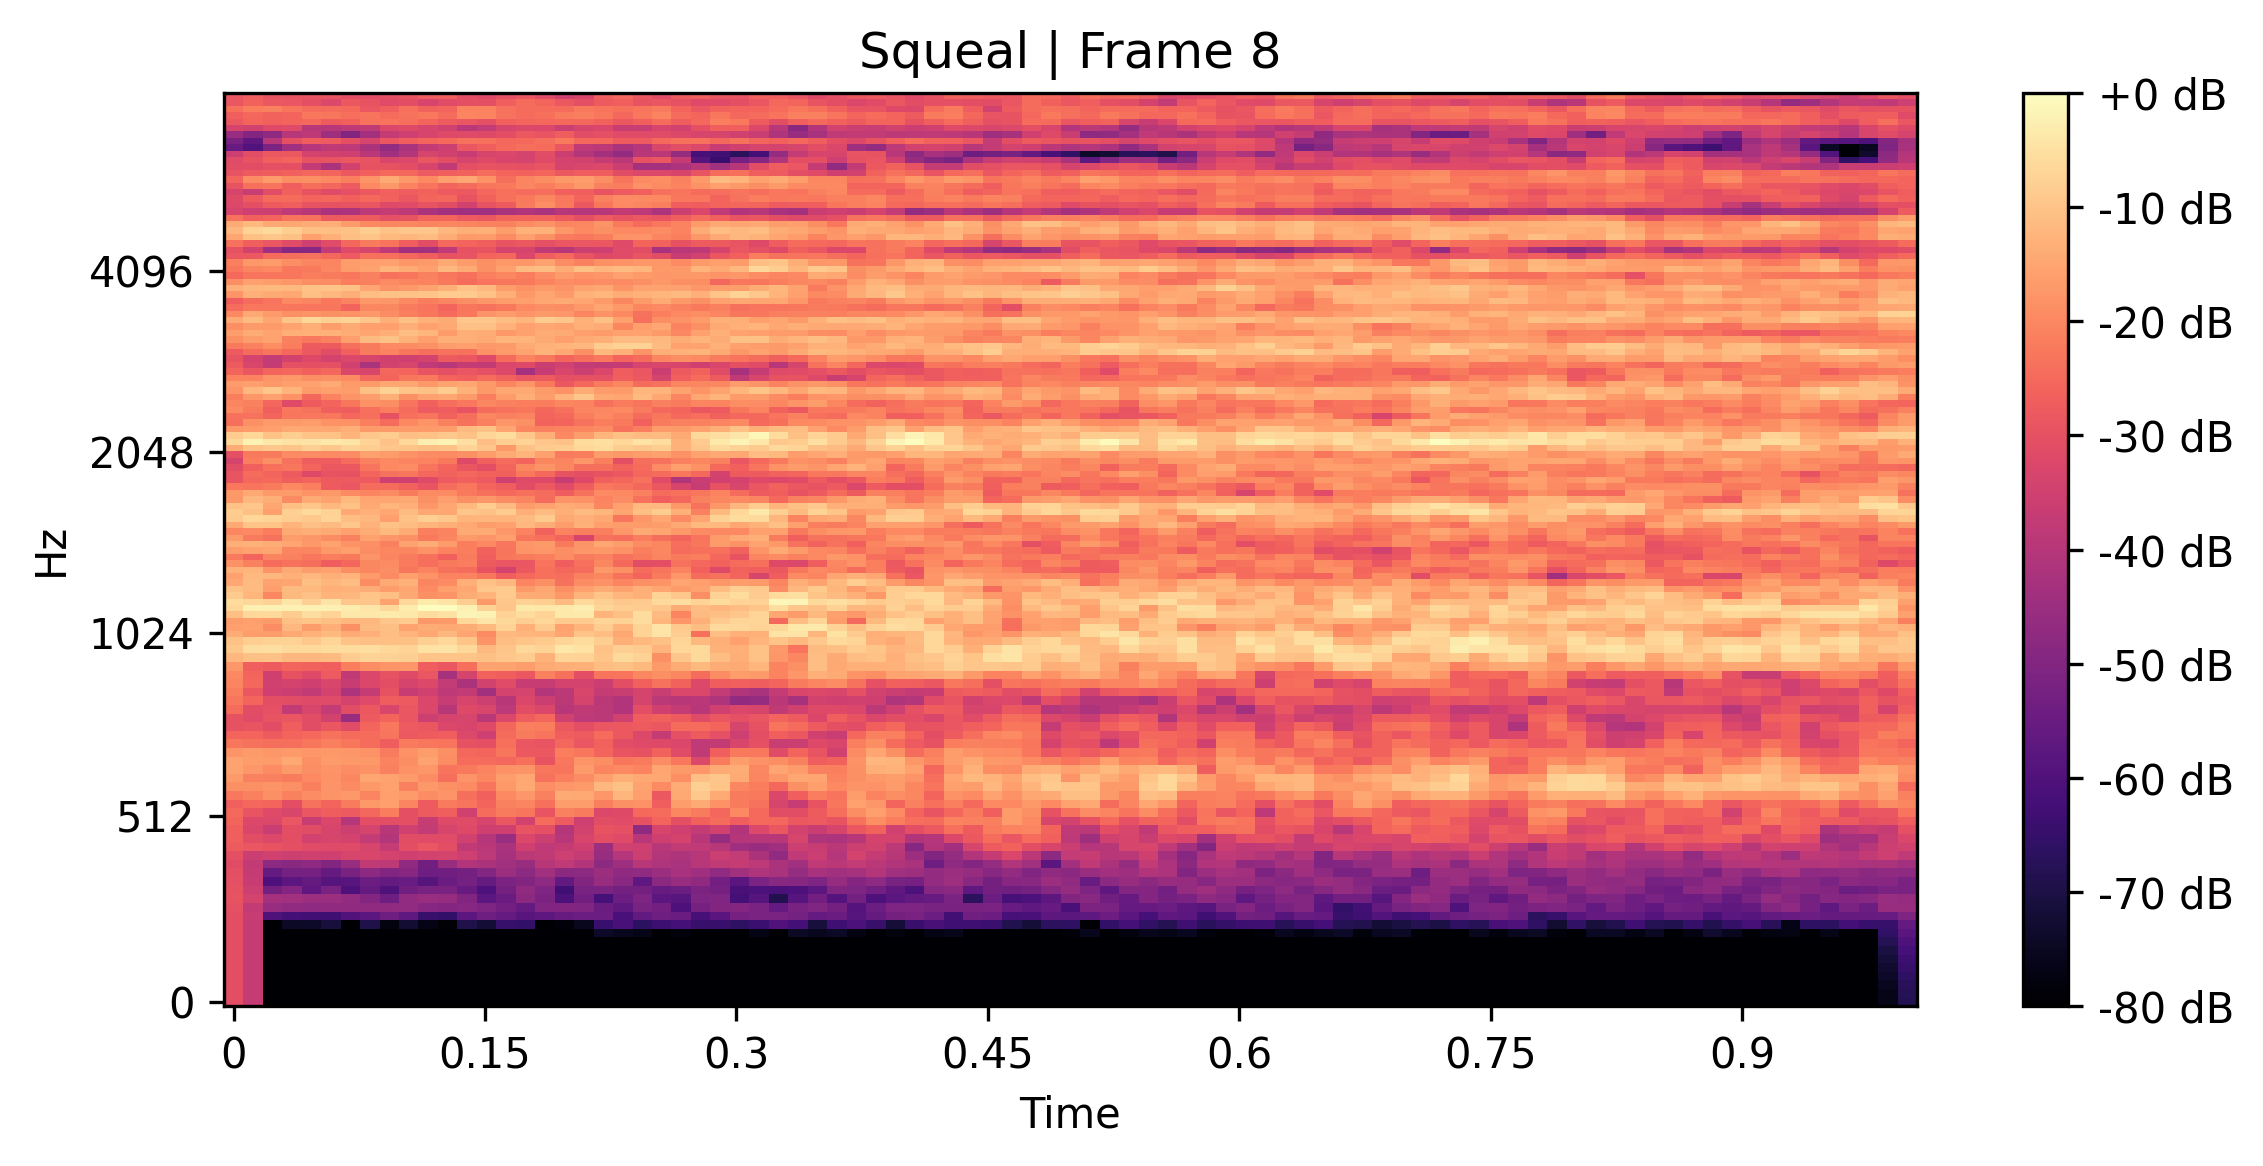 Squeal | Frame 8
+0 dB
-10 dB
-20 dB
-30 dB
-40 dB
-50 dB
-60 dB
-70 dB
-80 dB
Hz
4096
2048
1024
512
0
0 0.15 0.3 0.45 0.6 0.75 0.9
Time